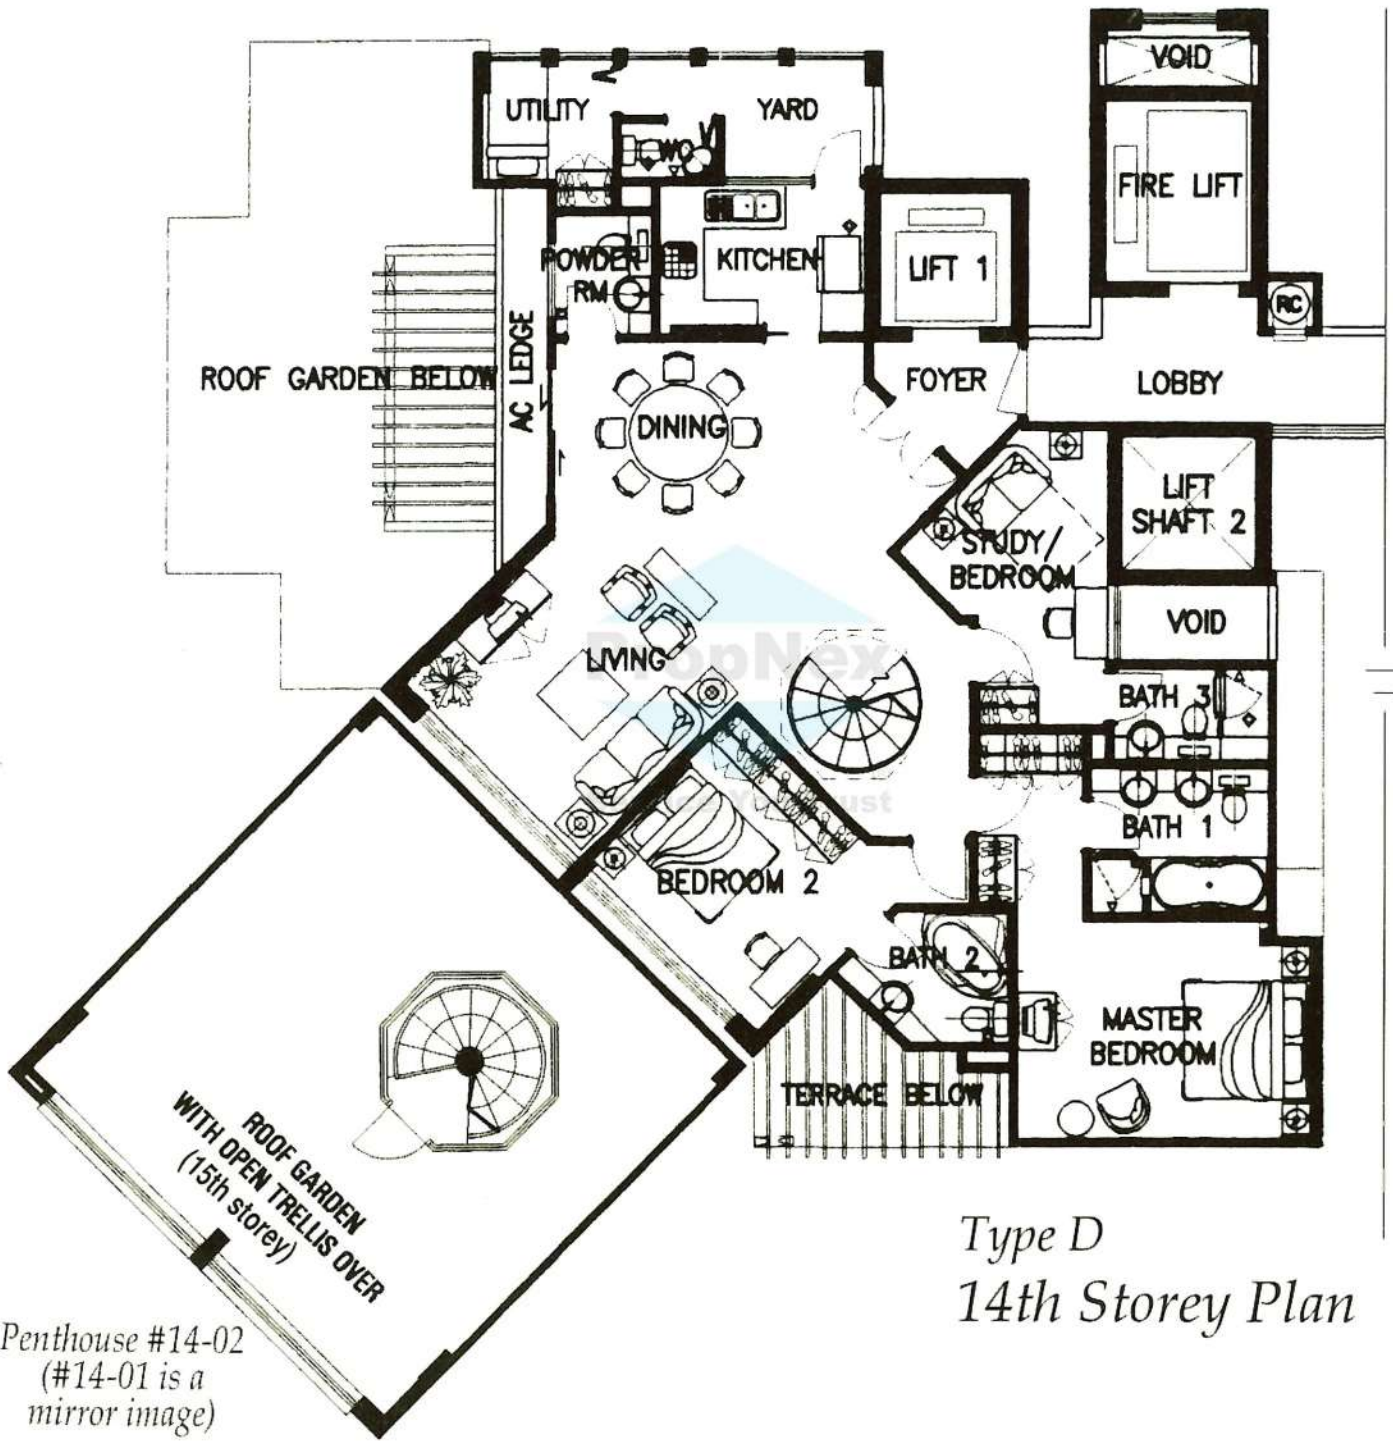 VOID
UTILITY
YARD
WC
FIRE LIFT
POWDER
RM
KITCHEN
LIFT 1
RC
AC LEDGE
ROOF GARDEN BELOW
FOYER
LOBBY
DINING
LIFT
SHAFT 2
STUDY/
BEDROOM
VOID
PropNex
LIVING
BATH 3
BATH 1
BEDROOM 2
BATH 2
MASTER
BEDROOM
TERRACE BELOW
ROOF GARDEN
WITH OPEN TRELLIS OVER
(15th storey)
Type D
14th Storey Plan
Penthouse #14-02
(#14-01 is a
mirror image)